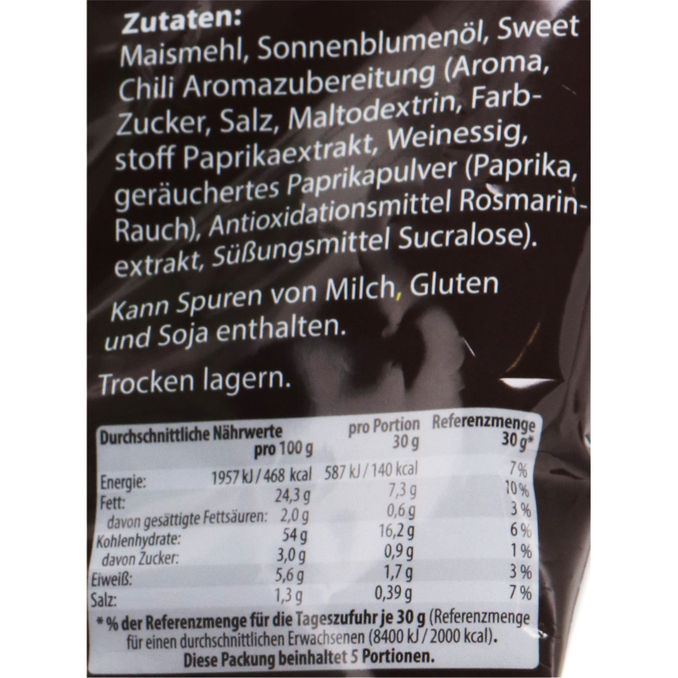 Zutaten:
Maismehl, Sonnenblumenöl, Sweet
Chili Aromazubereitung (Aroma,
Zucker, Salz, Maltodextrin, Farb-
stoff Paprikaextrakt, Weinessig,
geräuchertes Paprikapulver (Paprika,
Rauch), Antioxidationsmittel Rosmarin-
extrakt, Süßungsmittel Sucralose).
Kann Spuren von Milch, Gluten
und Soja enthalten.
Trocken lagern.
Durchschnittliche Nährwerte pro Portion Referenzmenge
pro 100 g 30 g 30 g*
Energie: 1957 kJ / 468 kcal 587 kJ / 140 kcal 7%
Fett: 24,3 g 7,3 g 10%
davon gesättigte Fettsäuren: 2,0 g 0,6 g 3%
Kohlenhydrate: 54 g 16,2 g 6%
davon Zucker: 3,0 g 0,9 g 1%
Eiweiß: 5,6 g 1,7 g 3%
Salz: 1,3 g 0,39 g 7%
*% der Referenzmenge für die Tageszufuhr je 30 g (Referenzmenge
für einen durchschnittlichen Erwachsenen (8400 kJ / 2000 kcal).
Diese Packung beinhaltet 5 Portionen.